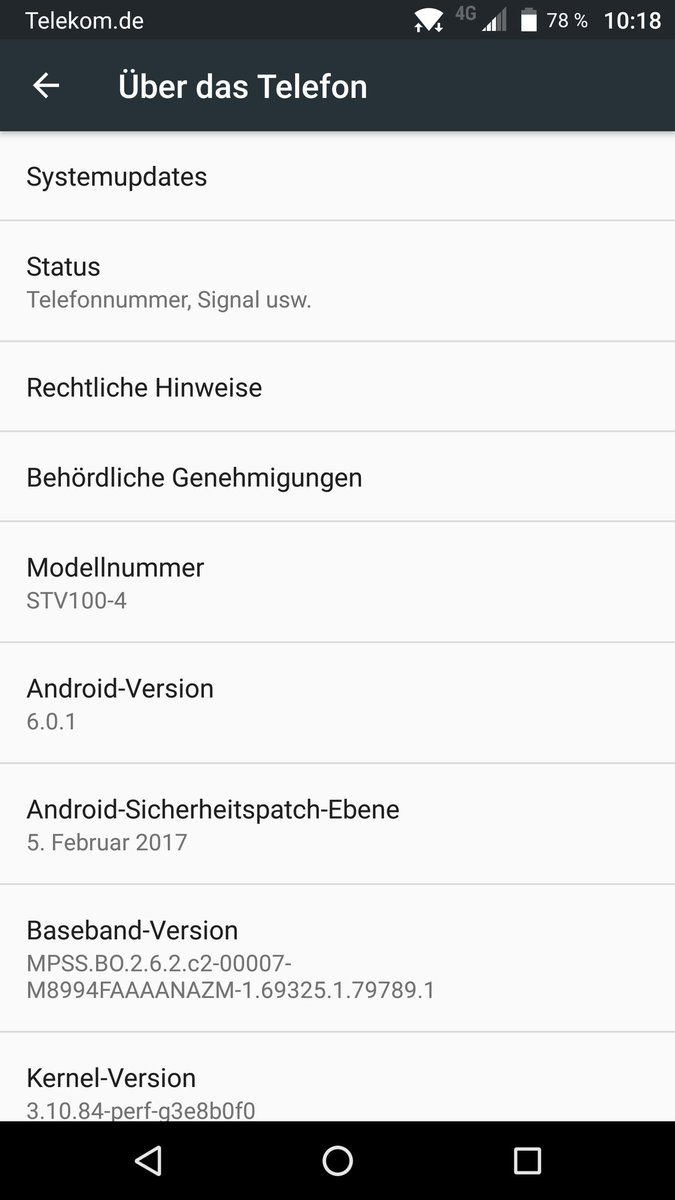 Telekom.de 4G 78 % 10:18
Über das Telefon
Systemupdates
Status
Telefonnummer, Signal usw.
Rechtliche Hinweise
Behördliche Genehmigungen
Modellnummer
STV100-4
Android-Version
6.0.1
Android-Sicherheitspatch-Ebene
5. Februar 2017
Baseband-Version
MPSS.BO.2.6.2.c2-00007-
M8994FAAAANAZM-1.69325.1.79789.1
Kernel-Version
3.10.84-perf-g3e8b0f0